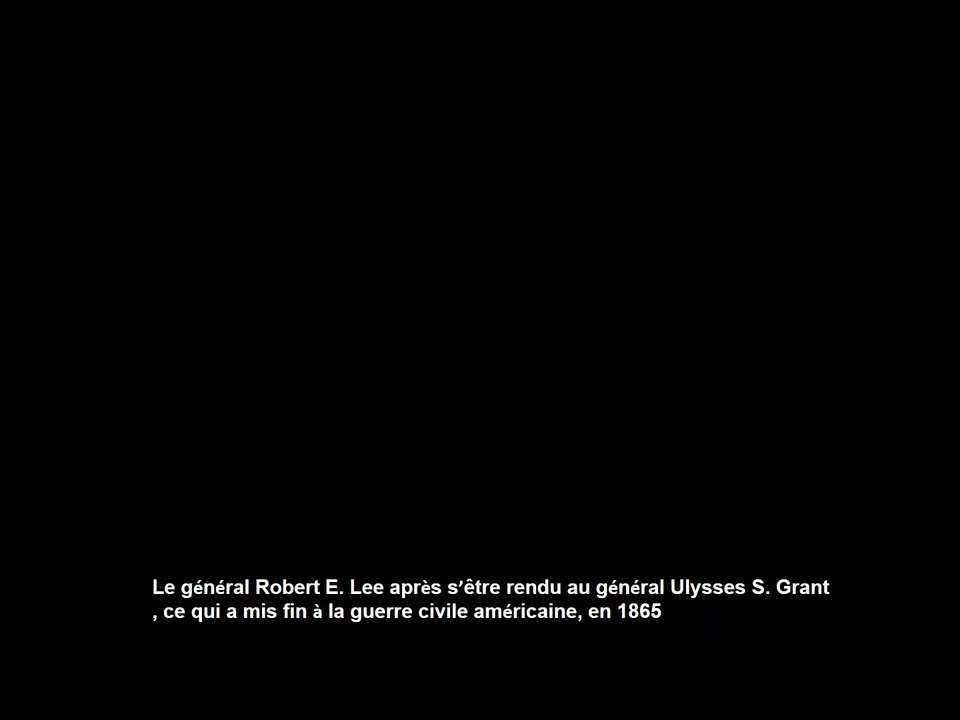 Le général Robert E. Lee après s’être rendu au général Ulysses S. Grant
, ce qui a mis fin à la guerre civile américaine, en 1865